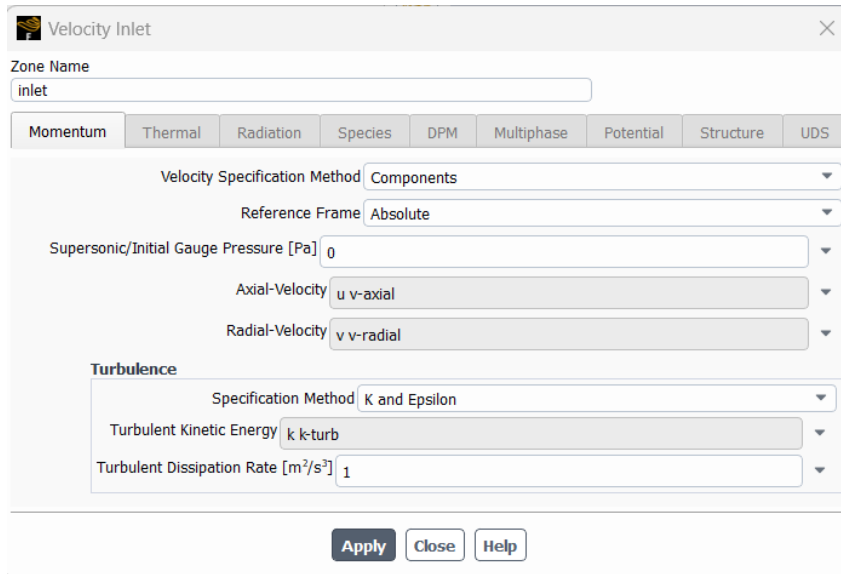 Velocity Inlet
Zone Name
inlet
Momentum Thermal Radiation Species DPM Multiphase Potential Structure UDS
Velocity Specification Method Components
Reference Frame Absolute
Supersonic/Initial Gauge Pressure [Pa] 0
Axial-Velocity u v-axial
Radial-Velocity v v-radial
Turbulence
Specification Method K and Epsilon
Turbulent Kinetic Energy k k-turb
Turbulent Dissipation Rate [m²/s³] 1
Apply Close Help